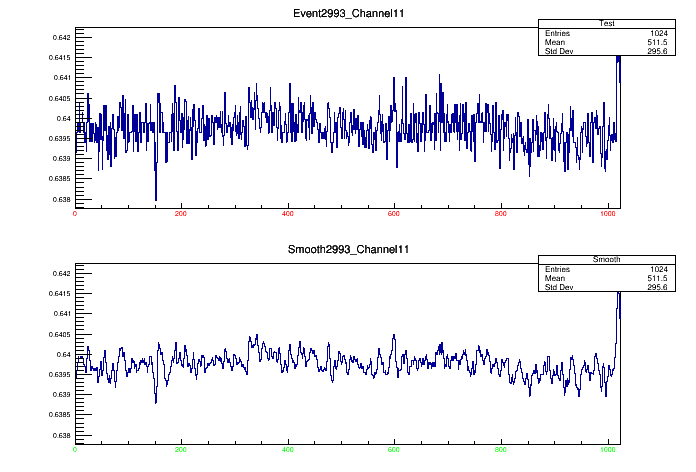 Event2993_Channel11
Test
Entries 1024
Mean 511.5
Std Dev 295.6
0.642
0.6415
0.641
0.6405
0.64
0.6395
0.639
0.6385
0.638
0 200 400 600 800 1000
Smooth2993_Channel11
Smooth
Entries 1024
Mean 511.5
Std Dev 295.6
0.642
0.6415
0.641
0.6405
0.64
0.6395
0.639
0.6385
0.638
0 200 400 600 800 1000